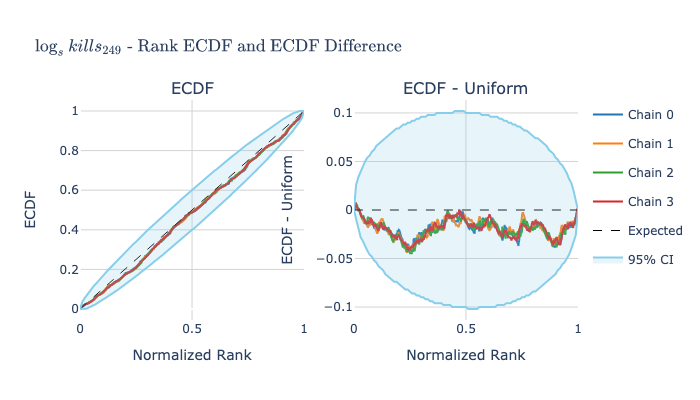 log_s kills_249 - Rank ECDF and ECDF Difference
ECDF
ECDF - Uniform
1
0.8
0.6
0.4
0.2
0
ECDF
0
0.5
1
Normalized Rank
0.1
0.05
0
−0.05
−0.1
ECDF - Uniform
0
0.5
1
Normalized Rank
Chain 0
Chain 1
Chain 2
Chain 3
Expected
95% CI